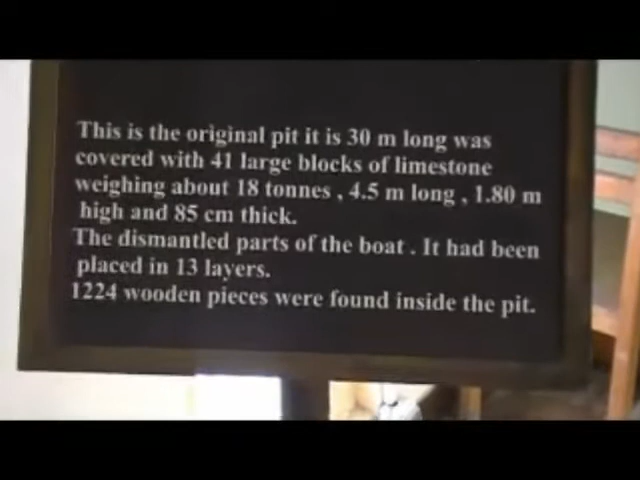 This is the original pit it is 30 m long was
covered with 41 large blocks of limestone
weighing about 18 tonnes , 4.5 m long , 1.80 m
high and 85 cm thick.
The dismantled parts of the boat . It had been
placed in 13 layers.
1224 wooden pieces were found inside the pit.